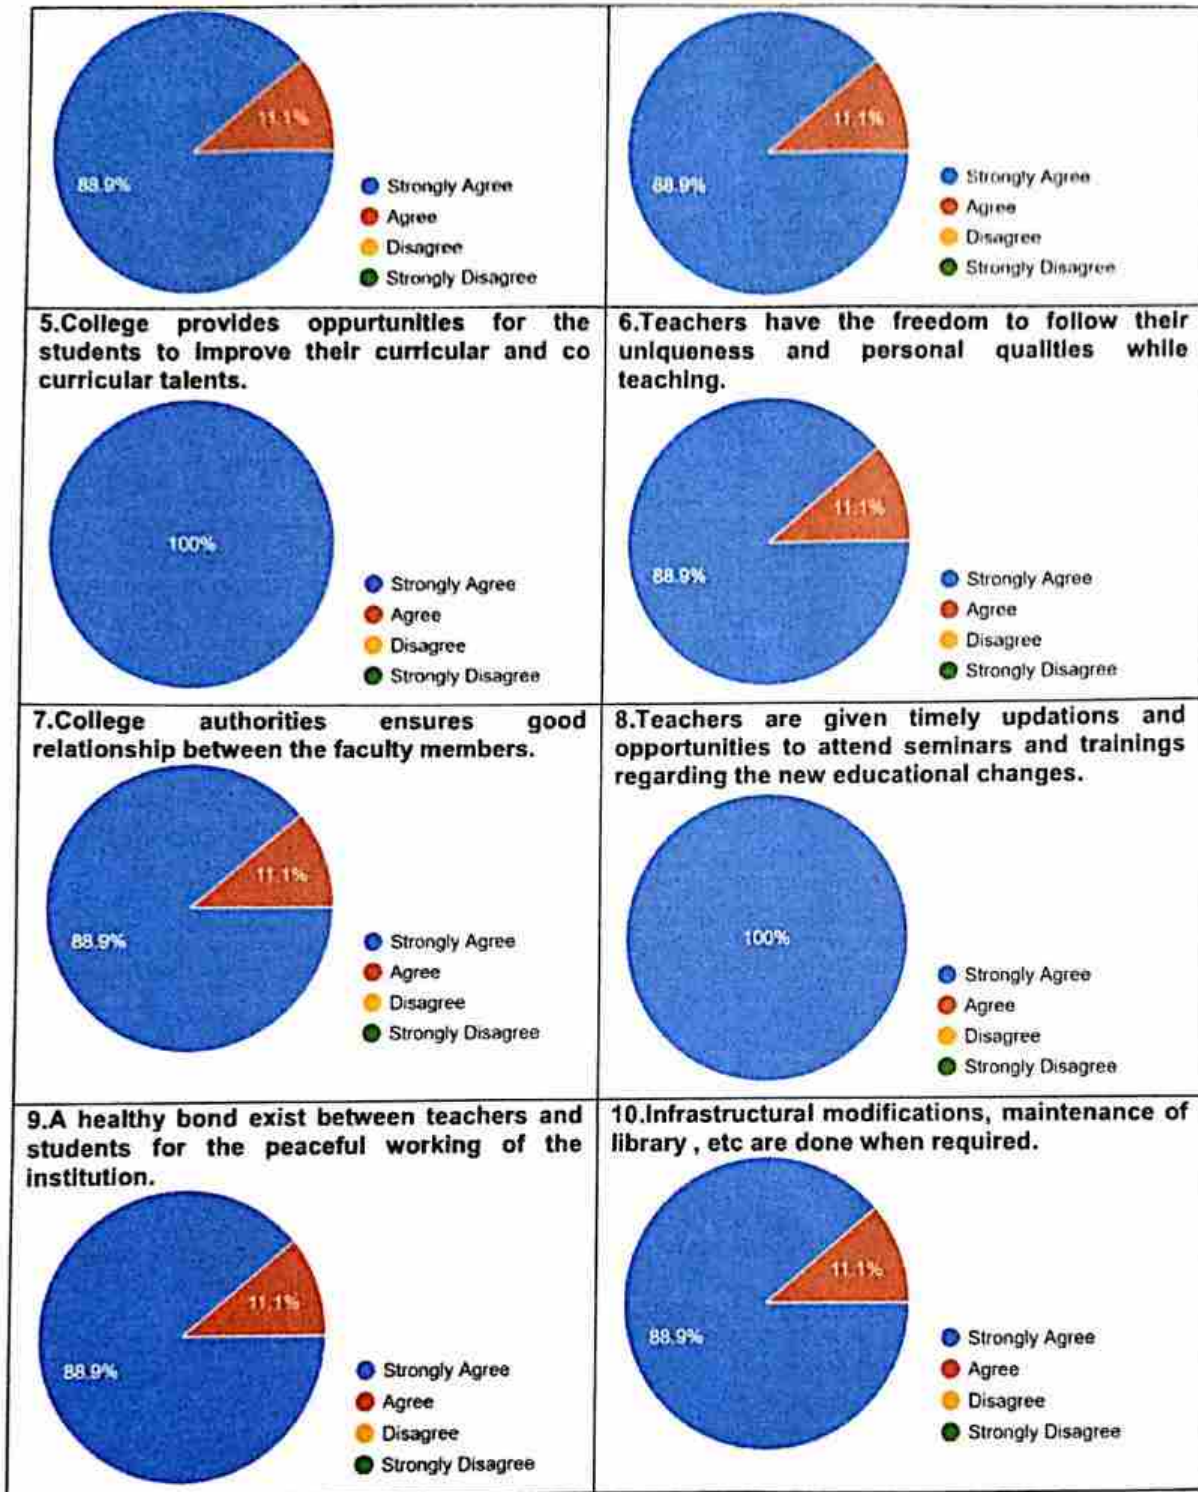 11.1%
88.9%
Strongly Agree
Agree
Disagree
Strongly Disagree
11.1%
88.9%
Strongly Agree
Agree
Disagree
Strongly Disagree
5.College provides oppurtunities for the
students to improve their curricular and co
curricular talents.
100%
Strongly Agree
Agree
Disagree
Strongly Disagree
6.Teachers have the freedom to follow their
uniqueness and personal qualities while
teaching.
11.1%
88.9%
Strongly Agree
Agree
Disagree
Strongly Disagree
7.College authorities ensures good
relationship between the faculty members.
11.1%
88.9%
Strongly Agree
Agree
Disagree
Strongly Disagree
8.Teachers are given timely updations and
opportunities to attend seminars and trainings
regarding the new educational changes.
100%
Strongly Agree
Agree
Disagree
Strongly Disagree
9.A healthy bond exist between teachers and
students for the peaceful working of the
institution.
11.1%
88.9%
Strongly Agree
Agree
Disagree
Strongly Disagree
10.Infrastructural modifications, maintenance of
library , etc are done when required.
11.1%
88.9%
Strongly Agree
Agree
Disagree
Strongly Disagree